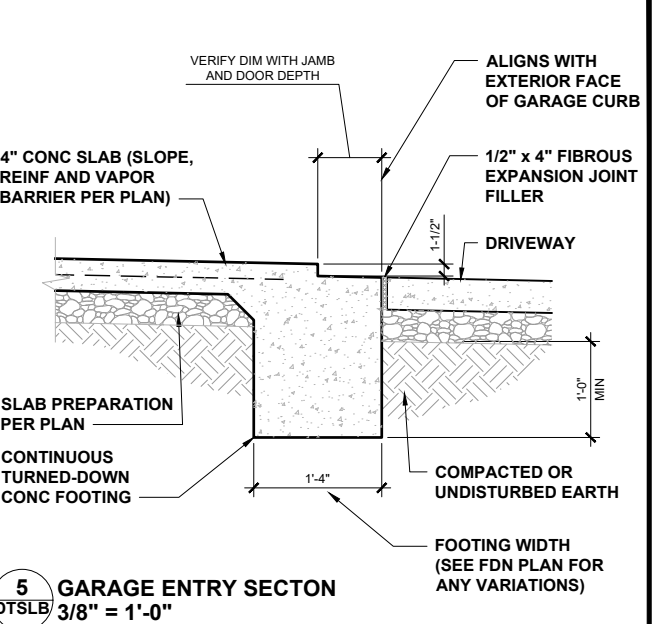 VERIFY DIM WITH JAMB
AND DOOR DEPTH
ALIGNS WITH
EXTERIOR FACE
OF GARAGE CURB
4" CONC SLAB (SLOPE,
REINF AND VAPOR
BARRIER PER PLAN)
1/2" x 4" FIBROUS
EXPANSION JOINT
FILLER
1-1/2"
DRIVEWAY
SLAB PREPARATION
PER PLAN
1'-0"
MIN
CONTINUOUS
TURNED-DOWN
CONC FOOTING
1'-4"
COMPACTED OR
UNDISTURBED EARTH
FOOTING WIDTH
(SEE FDN PLAN FOR
ANY VARIATIONS)
5
OTSLB
GARAGE ENTRY SECTON
3/8" = 1'-0"